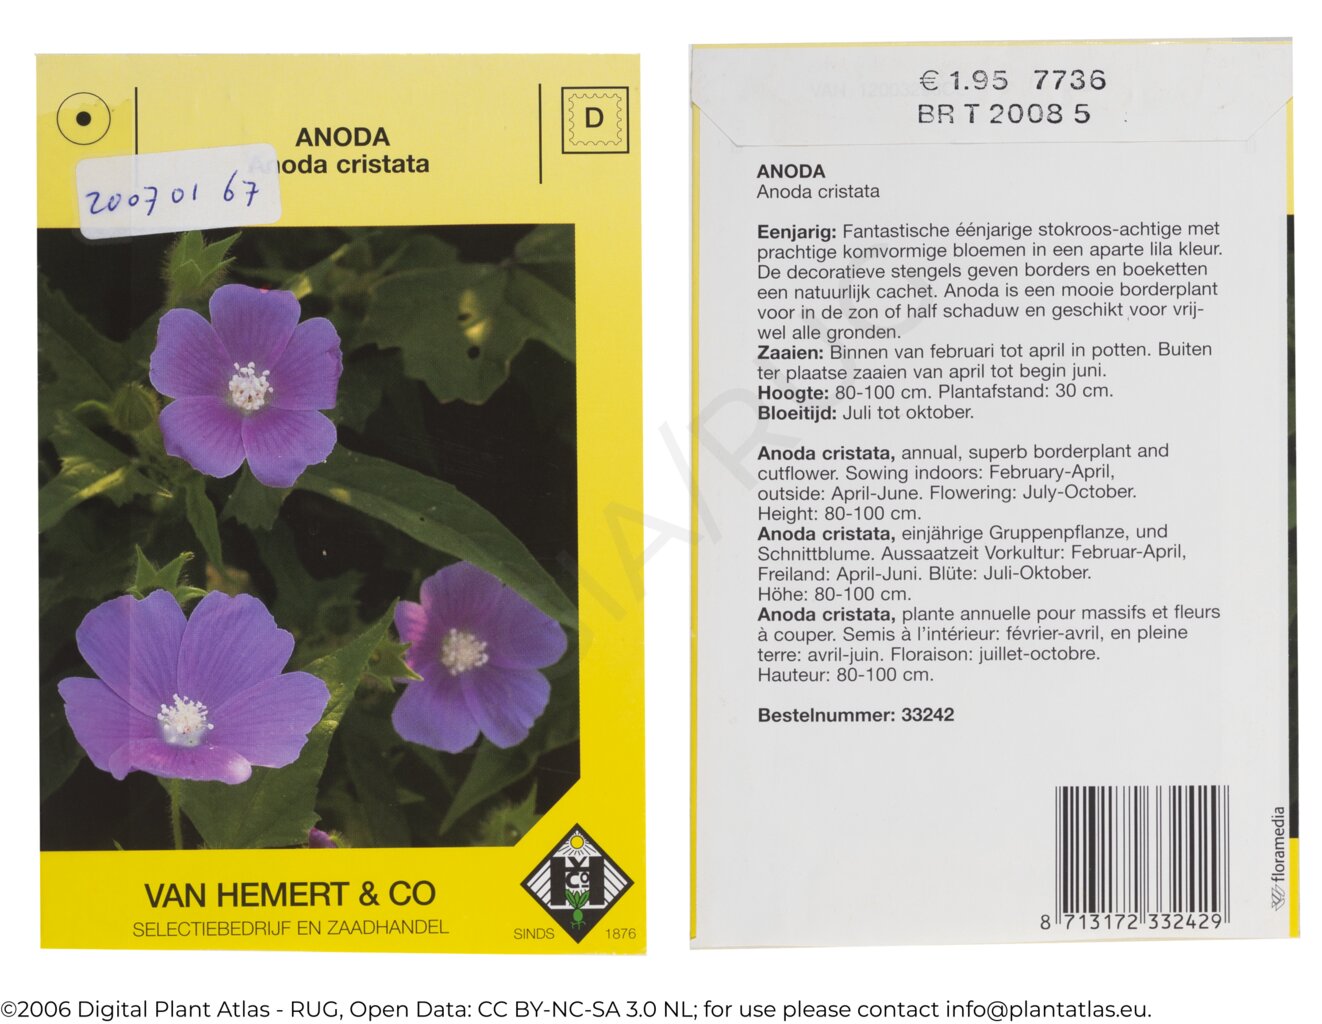 ANODA
Anoda cristata
D
2007 01 67
VAN HEMERT & CO
SELECTIEBEDRIJF EN ZAADHANDEL
SINDS 1876
€ 1.95 7736
BR T 2008 5
ANODA
Anoda cristata
Eenjarig: Fantastische éénjarige stokroos-achtige met
prachtige komvormige bloemen in een aparte lila kleur.
De decoratieve stengels geven borders en boeketten
een natuurlijk cachet. Anoda is een mooie borderplant
voor in de zon of half schaduw en geschikt voor vrij-
wel alle gronden.
Zaaien: Binnen van februari tot april in potten. Buiten
ter plaatse zaaien van april tot begin juni.
Hoogte: 80-100 cm. Plantafstand: 30 cm.
Bloeitijd: Juli tot oktober.
Anoda cristata, annual, superb borderplant and
cutflower. Sowing indoors: February-April,
outside: April-June. Flowering: July-October.
Height: 80-100 cm.
Anoda cristata, einjährige Gruppenpflanze, und
Schnittblume. Aussaatzeit Vorkultur: Februar-April,
Freiland: April-Juni. Blüte: Juli-Oktober.
Höhe: 80-100 cm.
Anoda cristata, plante annuelle pour massifs et fleurs
à couper. Semis à l'intérieur: février-avril, en pleine
terre: avril-juin. Floraison: juillet-octobre.
Hauteur: 80-100 cm.
Bestelnummer: 33242
8 713172 332429
floramedia
©2006 Digital Plant Atlas - RUG, Open Data: CC BY-NC-SA 3.0 NL; for use please contact info@plantatlas.eu.